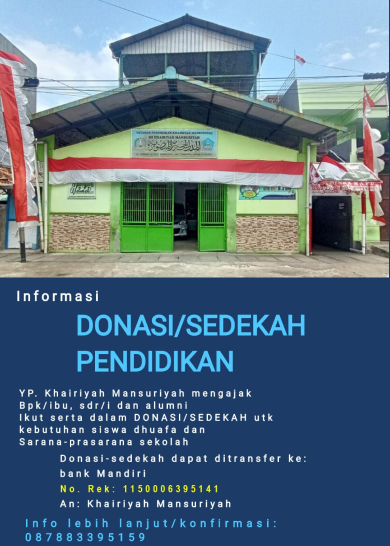 Informasi
DONASI/SEDEKAH
PENDIDIKAN
YP. Khairiyah Mansuriyah mengajak
Bpk/ibu, sdr/i dan alumni
Ikut serta dalam DONASI/SEDEKAH utk
kebutuhan siswa dhuafa dan
Sarana-prasarana sekolah
Donasi-sedekah dapat ditransfer ke:
bank Mandiri
No. Rek: 1150006395141
An: Khairiyah Mansuriyah
Info lebih lanjut/konfirmasi:
087883395159